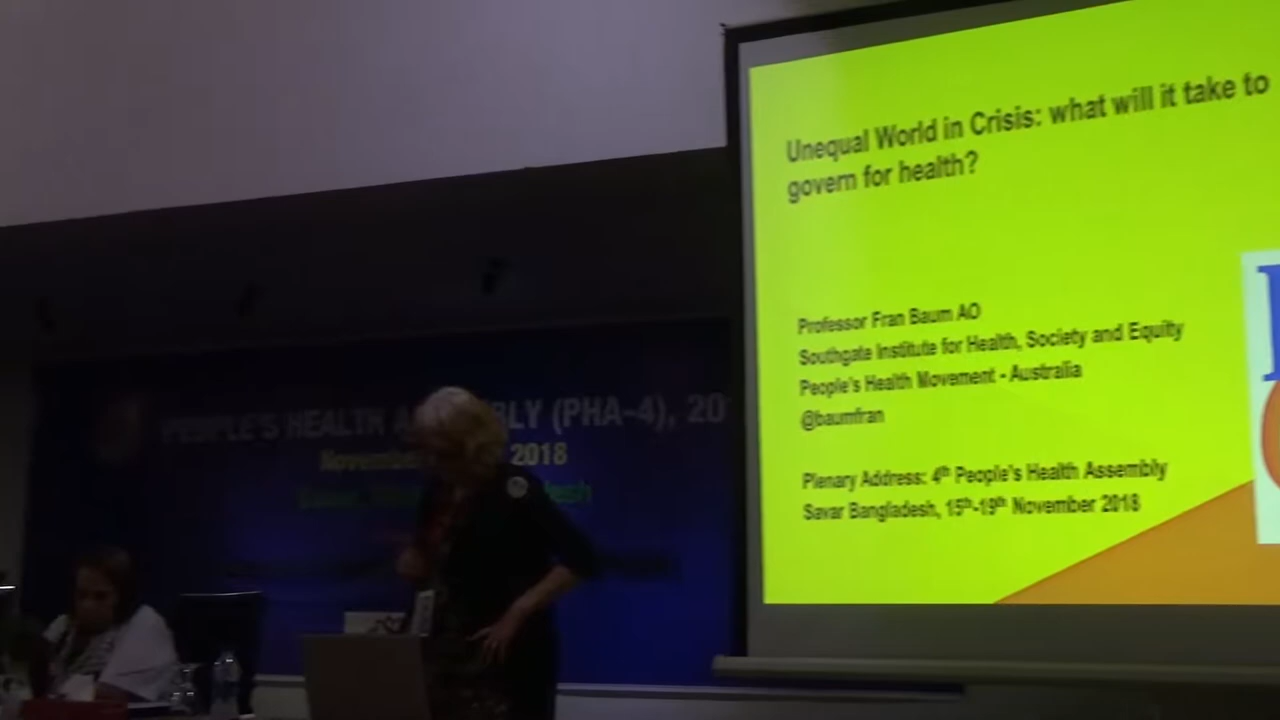 Unequal World in Crisis: what will it take to
govern for health?
Professor Fran Baum AO
Southgate Institute for Health, Society and Equity
People's Health Movement - Australia
@baumfran
Plenary Address: 4th People's Health Assembly
Savar Bangladesh, 15th-19th November 2018
PEOPLE'S HEALTH BLY (PHA-4), 20
November 2018